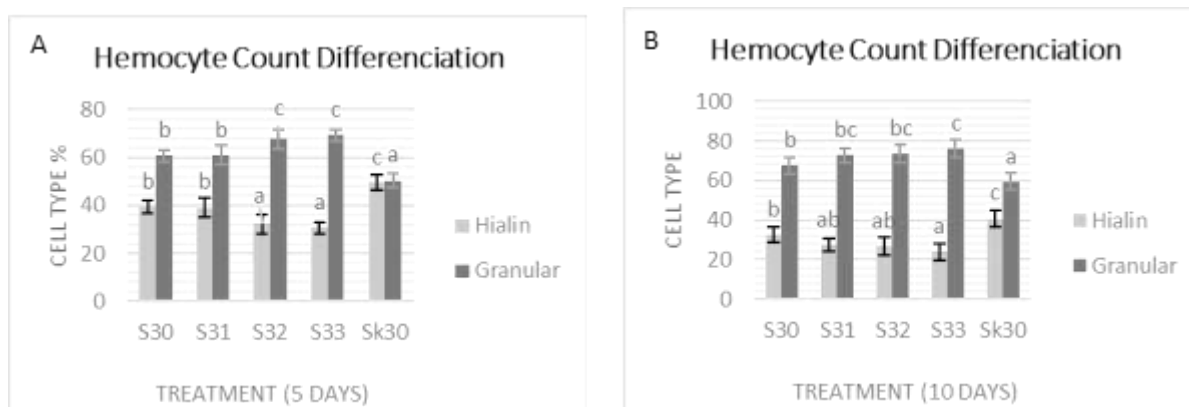 A
Hemocyte Count Differenciation
CELL TYPE %
80
60
40
20
0
b b b b a c a c c a
S30 S31 S32 S33 Sk30
Hialin
Granular
TREATMENT (5 DAYS)
B
Hemocyte Count Differenciation
CELL TYPE
100
80
60
40
20
0
b b ab bc ab bc a c c a
S30 S31 S32 S33 Sk30
Hialin
Granular
TREATMENT (10 DAYS)